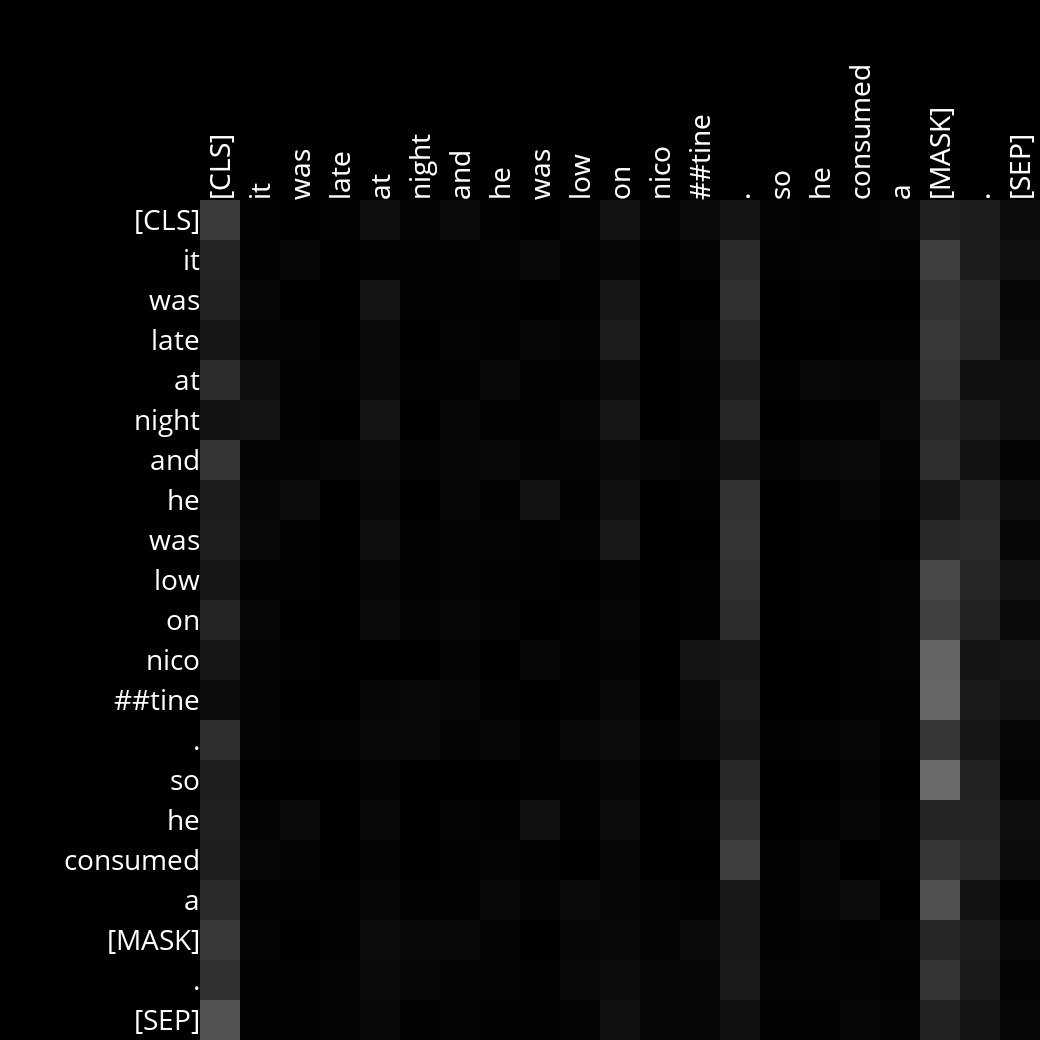 [CLS] it was late at night and he was low on nico ##tine . so he consumed a [MASK] . [SEP]
[CLS]
it
was
late
at
night
and
he
was
low
on
nico
##tine
.
so
he
consumed
a
[MASK]
.
[SEP]